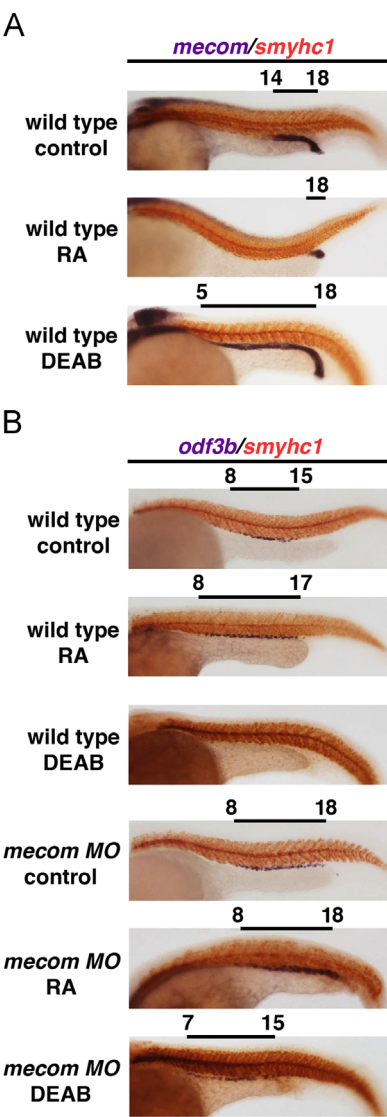 A
mecom/smyhc1
14 18
wild type
control
18
wild type
RA
5 18
wild type
DEAB
B
odf3b/smyhc1
8 15
wild type
control
8 17
wild type
RA
wild type
DEAB
8 18
mecom MO
control
8 18
mecom MO
RA
7 15
mecom MO
DEAB